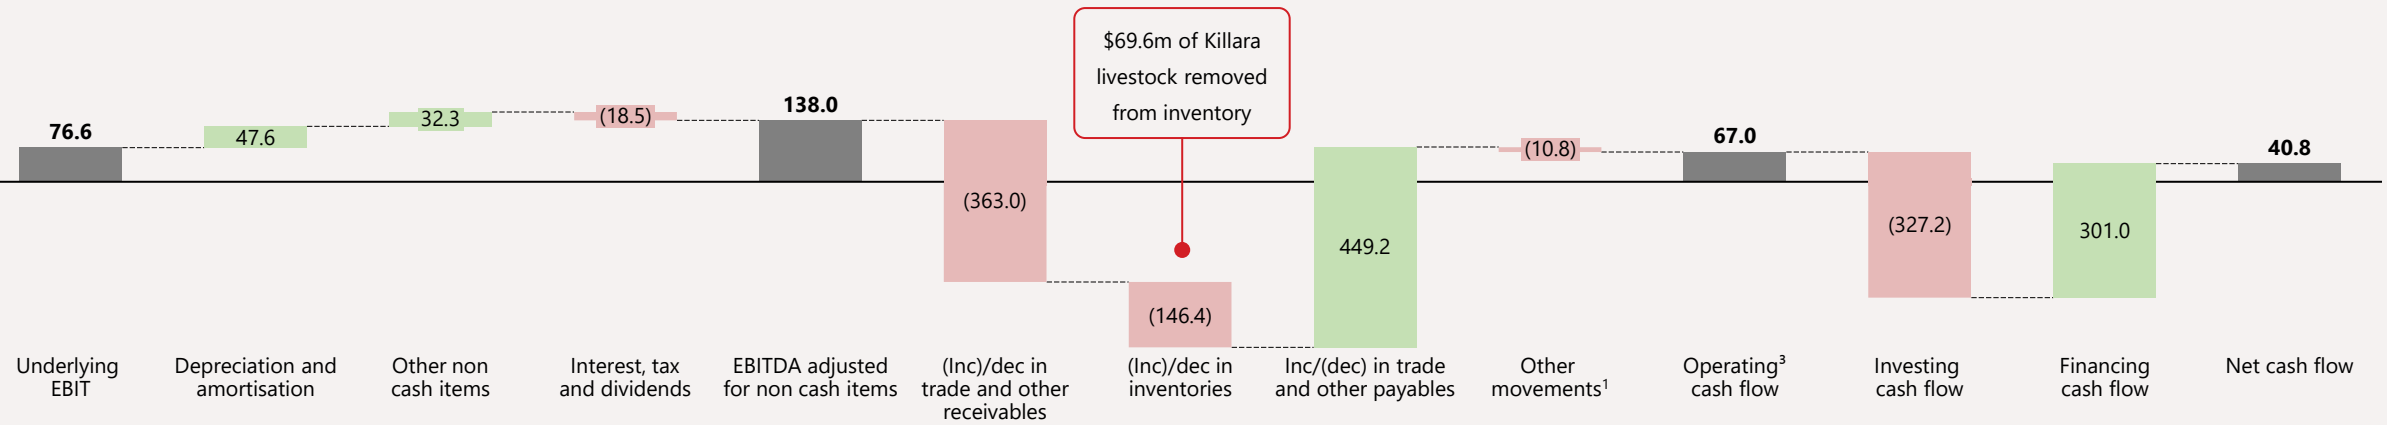 $69.6m of Killara
livestock removed
from inventory
76.6
47.6
32.3
(18.5)
138.0
(363.0)
(146.4)
449.2
(10.8)
67.0
(327.2)
301.0
40.8
Underlying
EBIT
Depreciation and
amortisation
Other non
cash items
Interest, tax
and dividends
EBITDA adjusted
for non cash items
(Inc)/dec in
trade and other
receivables
(Inc)/dec in
inventories
Inc/(dec) in trade
and other payables
Other
movements¹
Operating³
cash flow
Investing
cash flow
Financing
cash flow
Net cash flow